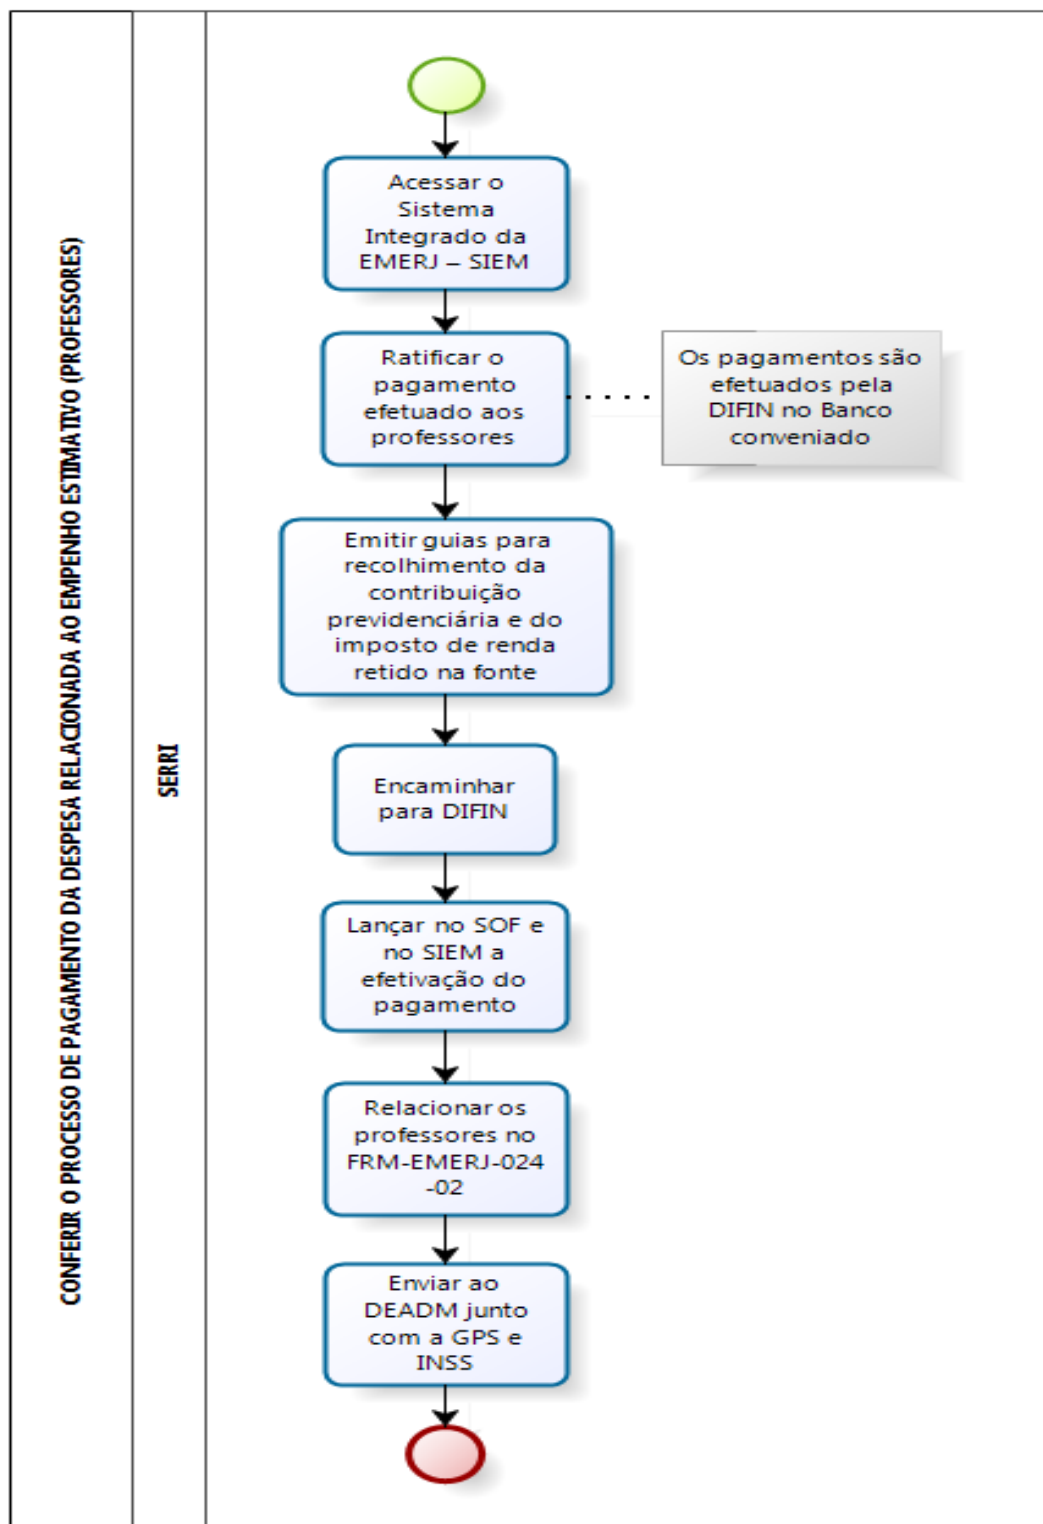 CONFERIR O PROCESSO DE PAGAMENTO DA DESPESA RELACIONADA AO EMPENHO ESTIMATIVO (PROFESSORES)
SERRI
Acessar o
Sistema
Integrado da
EMERJ – SIEM
Ratificar o
pagamento
efetuado aos
professores
Os pagamentos são
efetuados pela
DIFIN no Banco
conveniado
Emitir guias para
recolhimento da
contribuição
previdenciária e do
imposto de renda
retido na fonte
Encaminhar
para DIFIN
Lançar no SOF e
no SIEM a
efetivação do
pagamento
Relacionar os
professores no
FRM-EMERJ-024
-02
Enviar ao
DEADM junto
com a GPS e
INSS